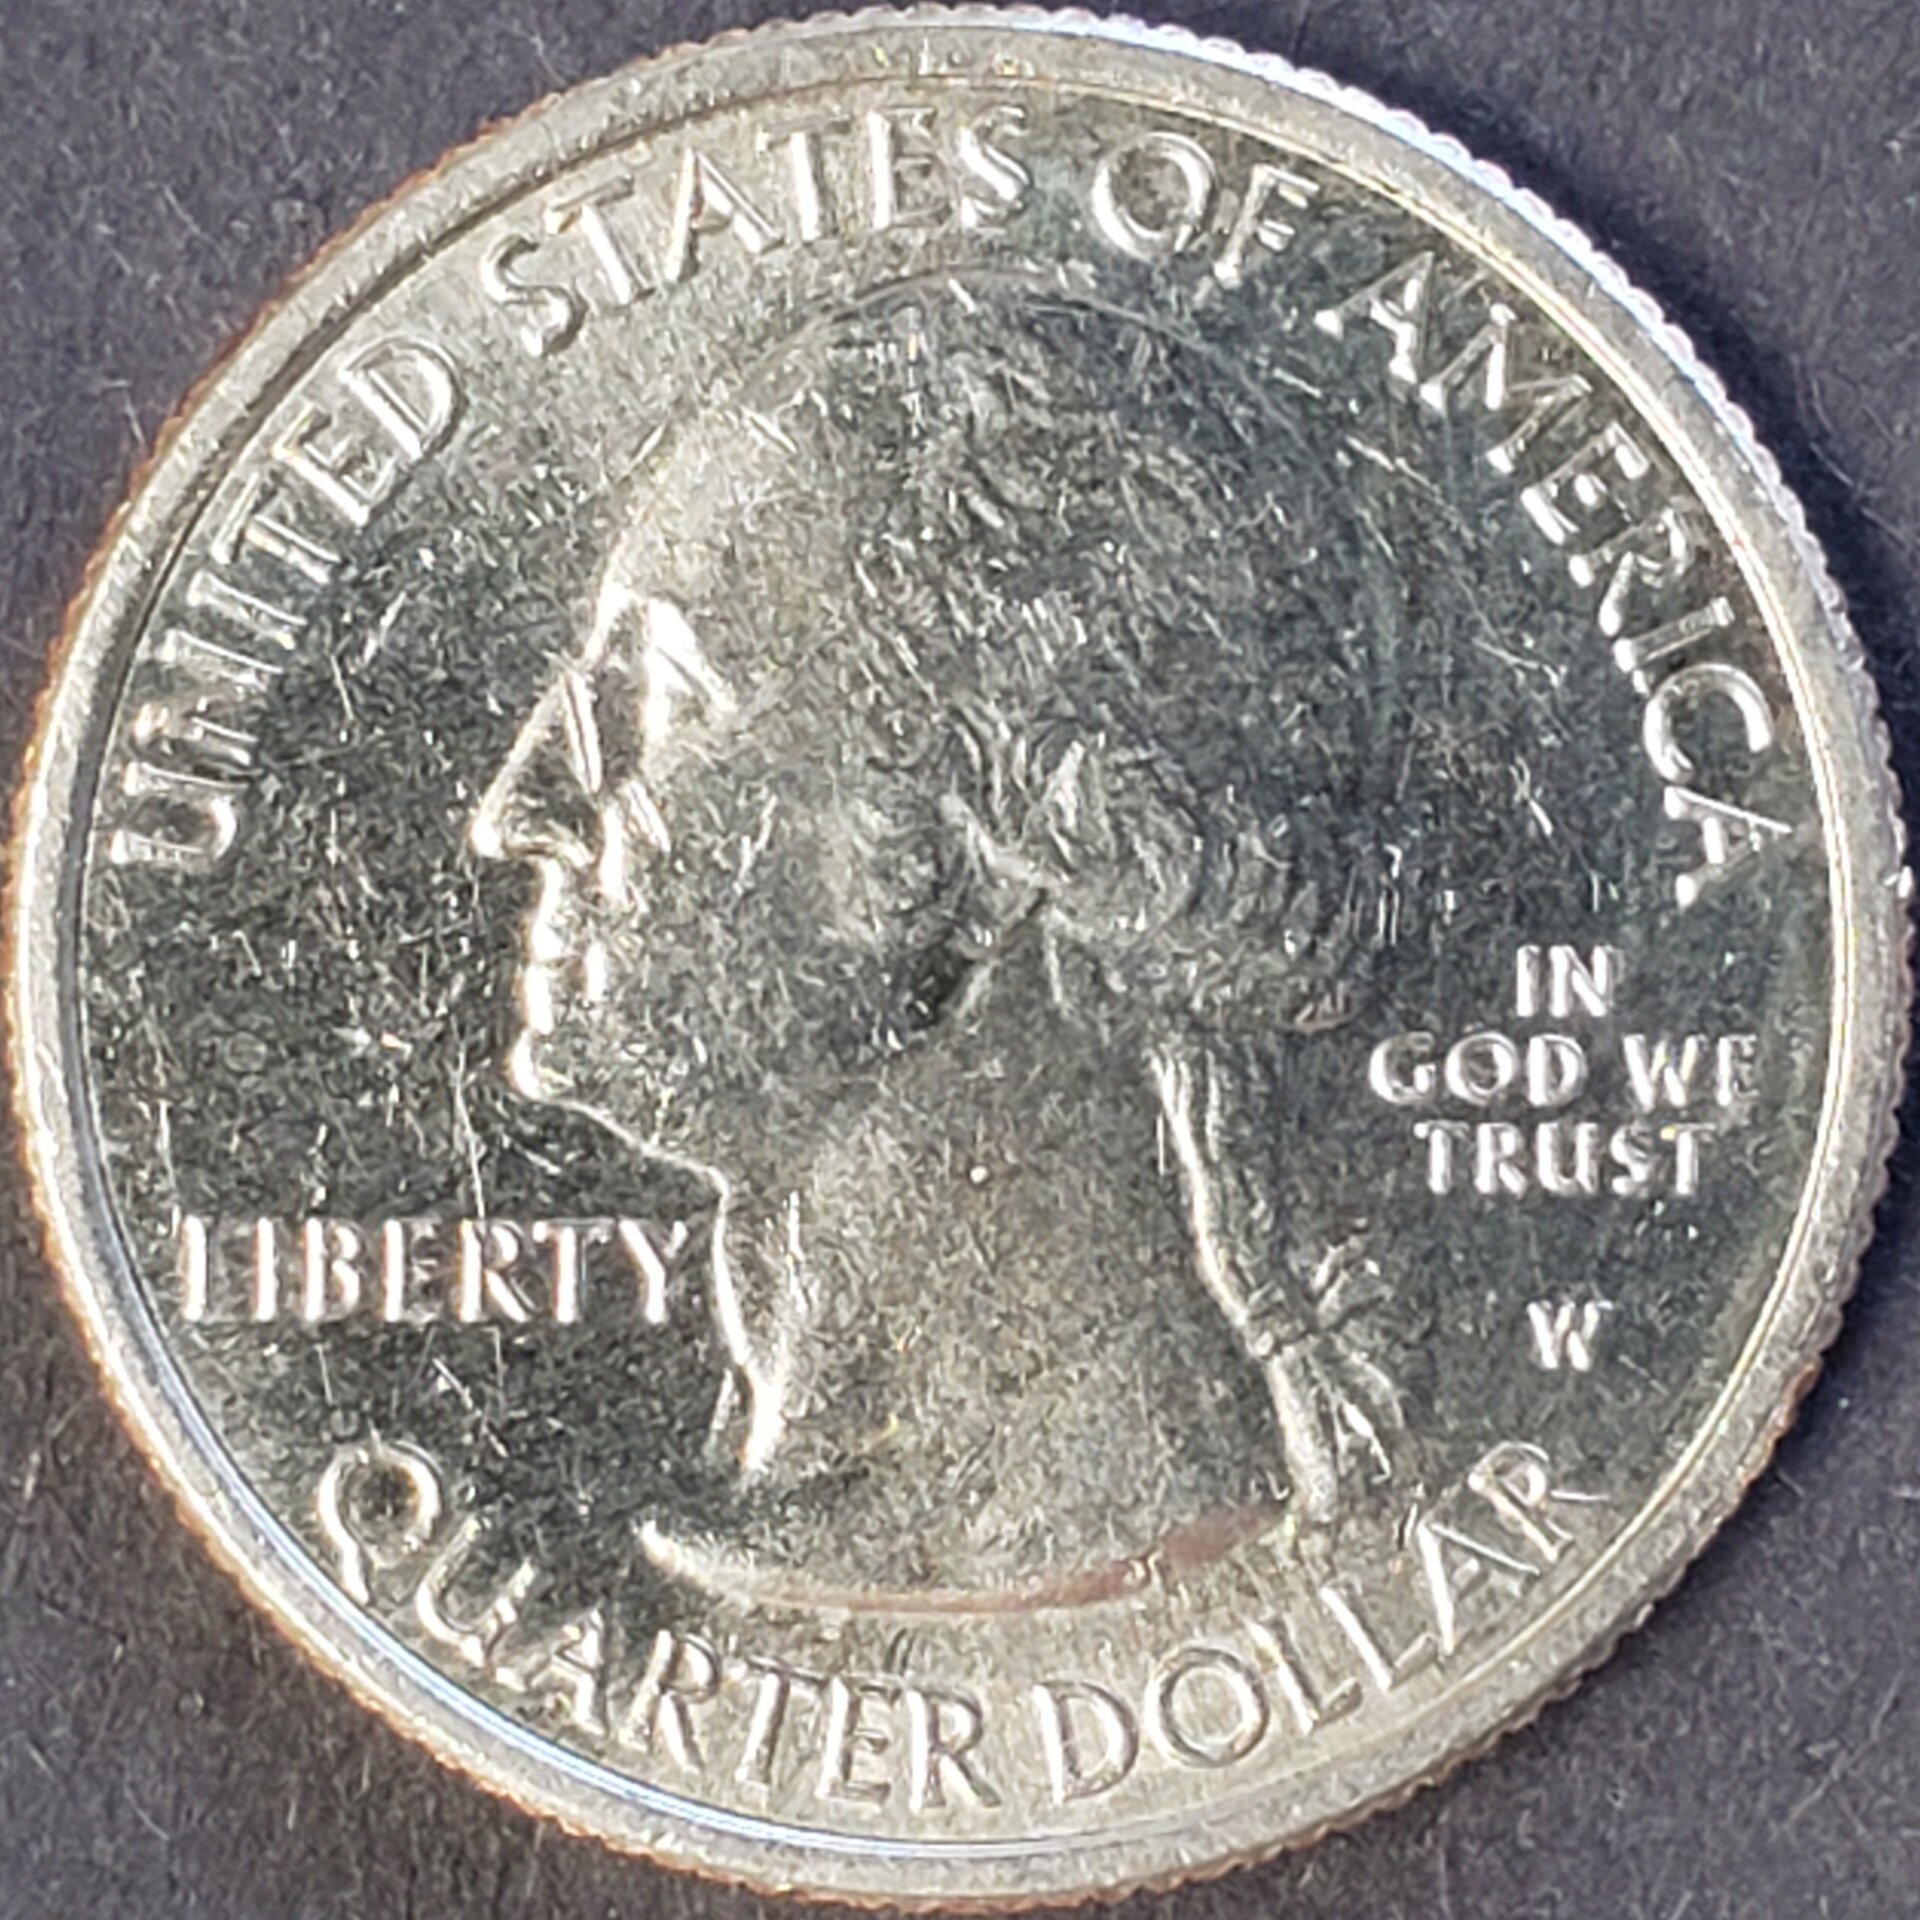 UNITED STATES OF AMERICA
IN
GOD WE
TRUST
LIBERTY
W
QUARTER DOLLAR